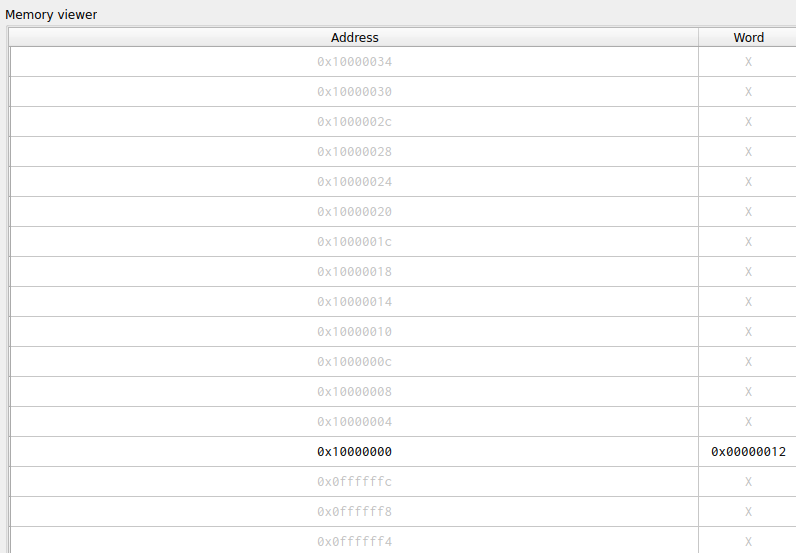 Memory viewer
Address Word
0x10000034 X
0x10000030 X
0x1000002c X
0x10000028 X
0x10000024 X
0x10000020 X
0x1000001c X
0x10000018 X
0x10000014 X
0x10000010 X
0x1000000c X
0x10000008 X
0x10000004 X
0x10000000 0x00000012
0x0ffffffc X
0x0ffffff8 X
0x0ffffff4 X